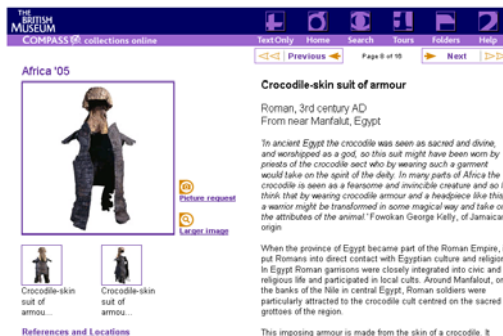 THE
BRITISH
MUSEUM
COMPASS collections online
Text Only Home Search Tours Folders Help
Previous Page 8 of 16 Next
Africa '05
Crocodile-skin suit of armour
Roman, 3rd century AD
From near Manfalut, Egypt
'In ancient Egypt the crocodile was seen as sacred and divine,
and worshipped as a god, so this suit might have been worn by
priests of the crocodile sect who by wearing such a garment
would take on the spirit of the deity. In many parts of Africa the
crocodile is seen as a fearsome and invincible creature and so I
think that by wearing crocodile armour and a headpiece like this,
a warrior might be transformed in some magical way and take on
the attributes of the animal.' Fowokan George Kelly, of Jamaican
origin
Picture request
Larger image
When the province of Egypt became part of the Roman Empire,
put Romans into direct contact with Egyptian culture and religion
In Egypt Roman garrisons were closely integrated into civic and
religious life and participated in local cults. Around Manfalout, on
the banks of the Nile in central Egypt, Roman soldiers were
particularly attracted to the crocodile cult centred on the sacred
grottoes of the region.
Crocodile-skin
suit of
armou...
Crocodile-skin
suit of
armou...
References and Locations
This imposing armour is made from the skin of a crocodile. It